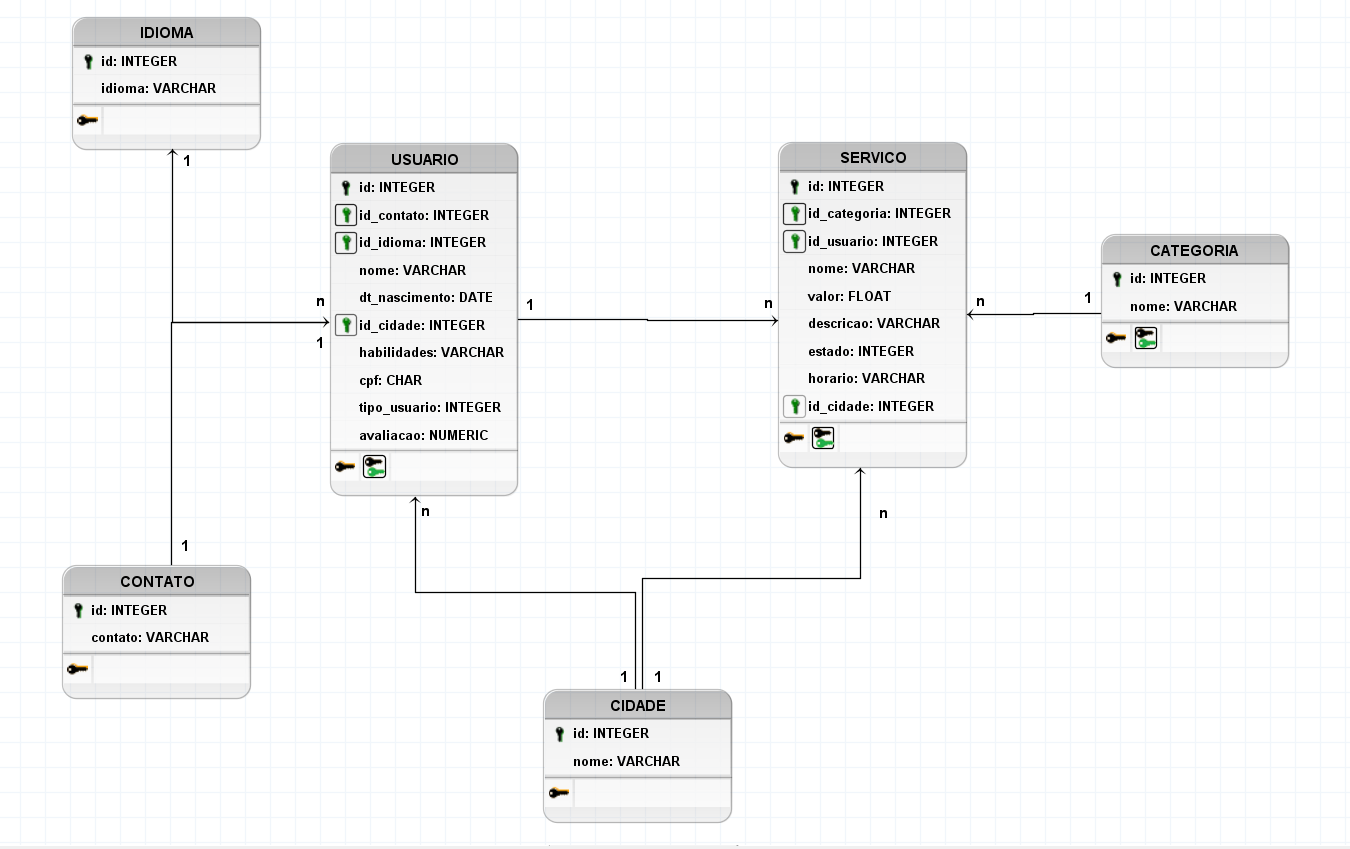 IDIOMA
id: INTEGER
idioma: VARCHAR
1
USUARIO
id: INTEGER
id_contato: INTEGER
id_idioma: INTEGER
nome: VARCHAR
dt_nascimento: DATE
id_cidade: INTEGER
habilidades: VARCHAR
cpf: CHAR
tipo_usuario: INTEGER
avaliacao: NUMERIC
n
1
1
n
SERVICO
id: INTEGER
id_categoria: INTEGER
id_usuario: INTEGER
nome: VARCHAR
valor: FLOAT
descricao: VARCHAR
estado: INTEGER
horario: VARCHAR
id_cidade: INTEGER
n
1
CATEGORIA
id: INTEGER
nome: VARCHAR
n
n
1
CONTATO
id: INTEGER
contato: VARCHAR
1
1
CIDADE
id: INTEGER
nome: VARCHAR